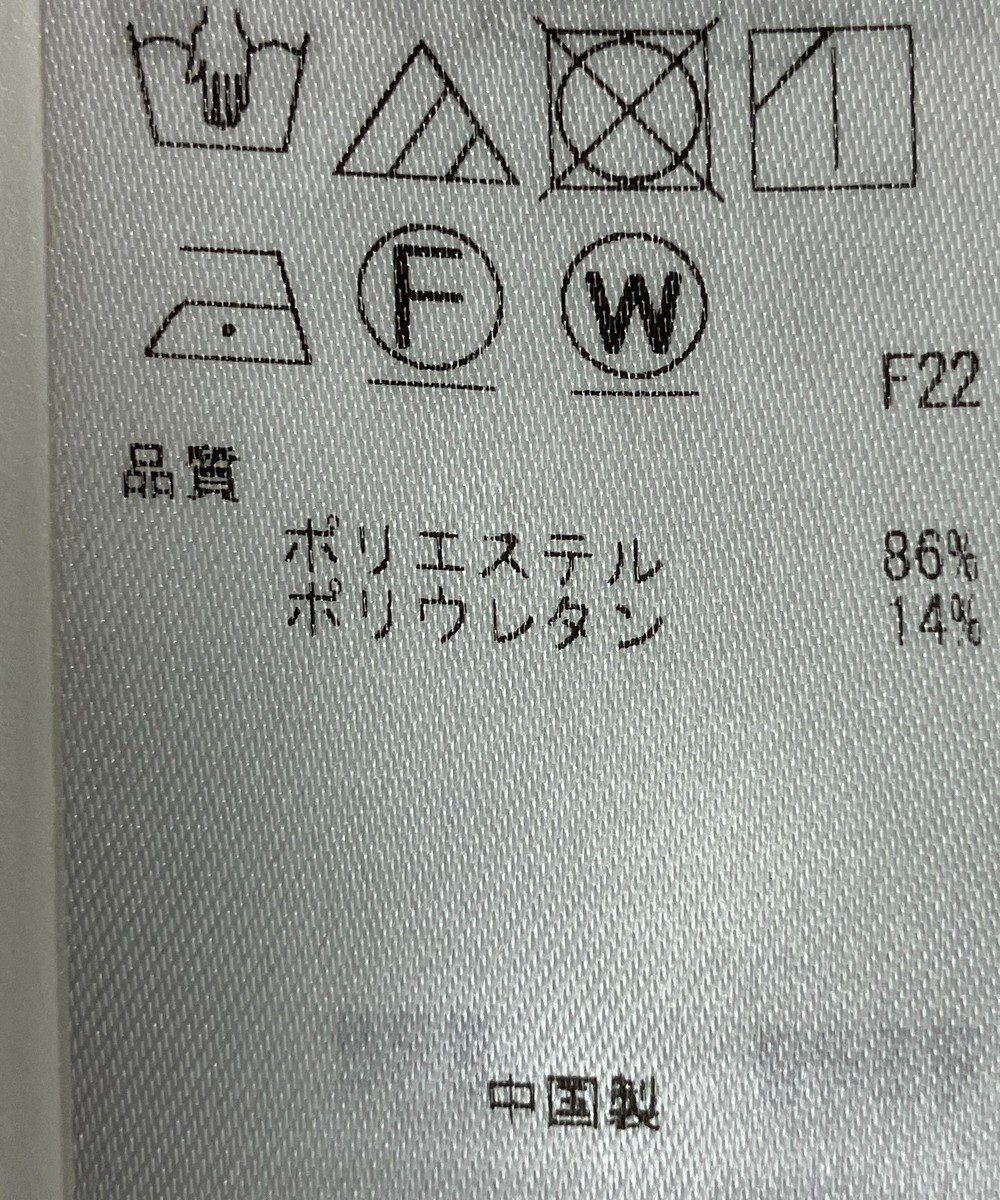 F W
F22
品質
ポリエステル 86%
ポリウレタン 14%
中国製